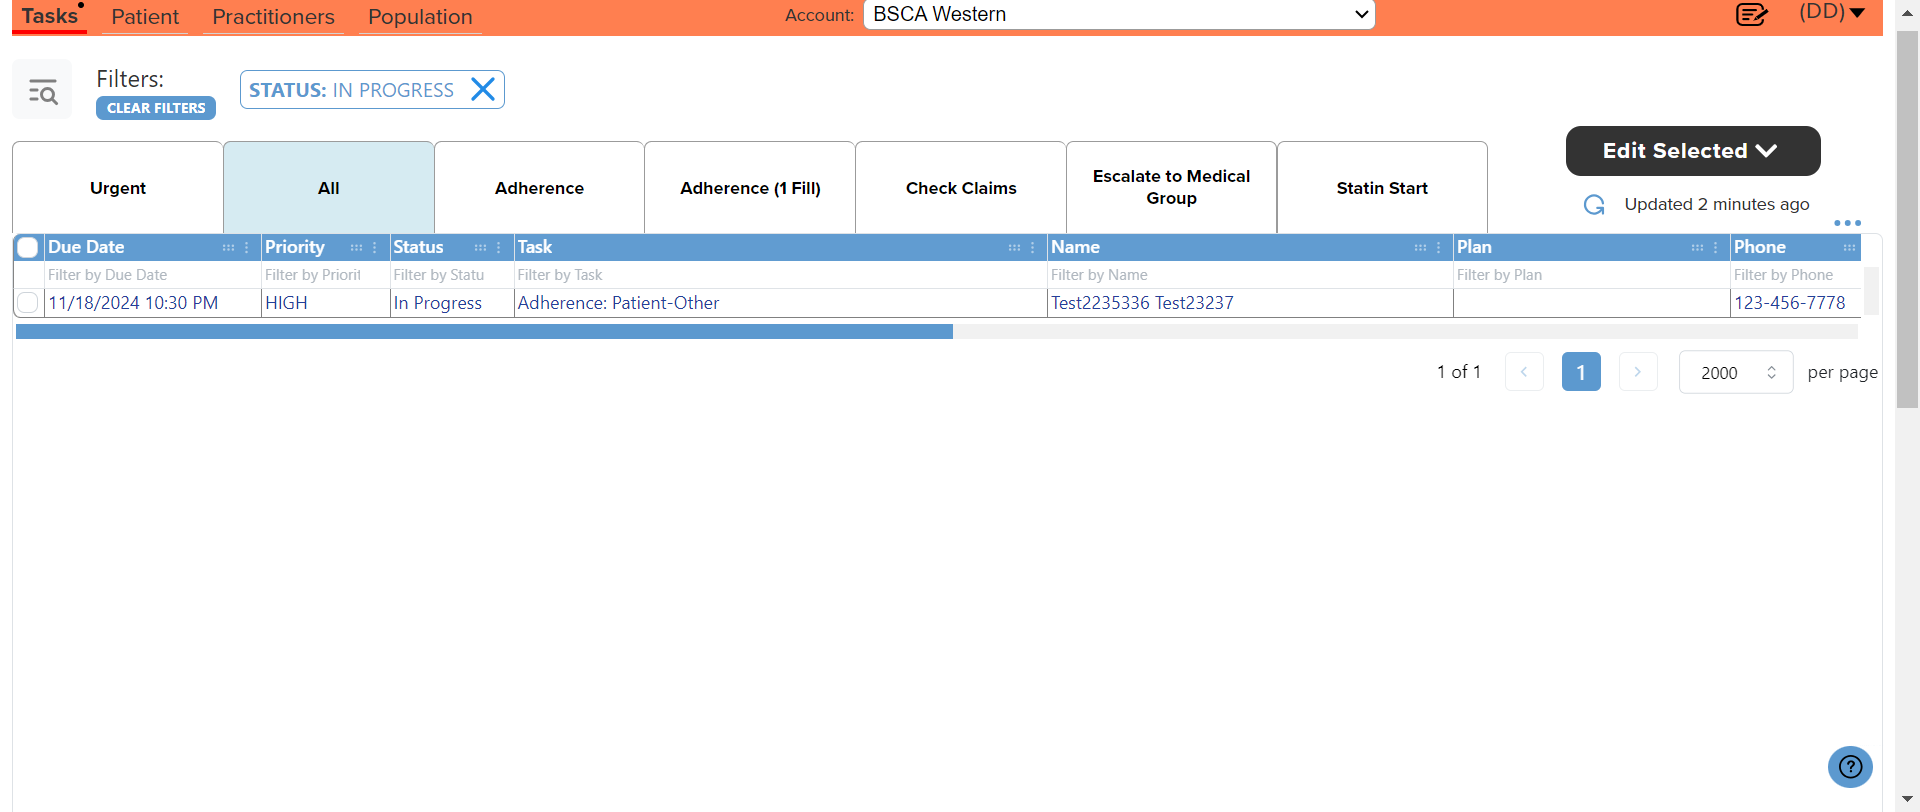 Tasks Patient Practitioners Population Account: BSCA Western (DD)
Filters:
CLEAR FILTERS
STATUS: IN PROGRESS
Urgent All Adherence Adherence (1 Fill) Check Claims Escalate to Medical Group Statin Start
Edit Selected
Updated 2 minutes ago
Due Date Priority Status Task Name Plan Phone
Filter by Due Date Filter by Priorit Filter by Statu Filter by Task Filter by Name Filter by Plan Filter by Phone
11/18/2024 10:30 PM HIGH In Progress Adherence: Patient-Other Test2235336 Test23237 123-456-7778
1 of 1 1 2000 per page